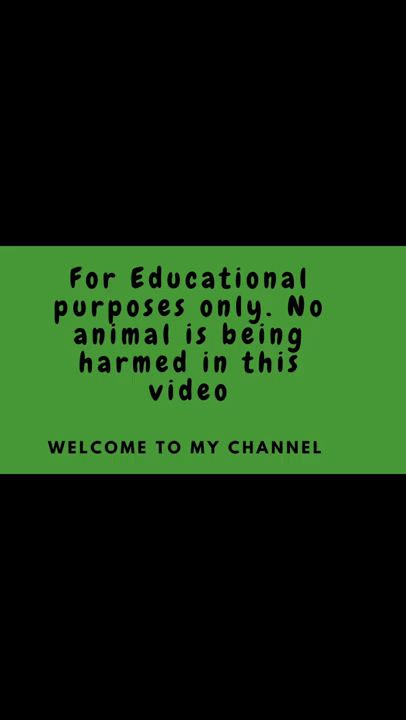 For Educational
purposes only. No
animal is being
harmed in this
video
WELCOME TO MY CHANNEL